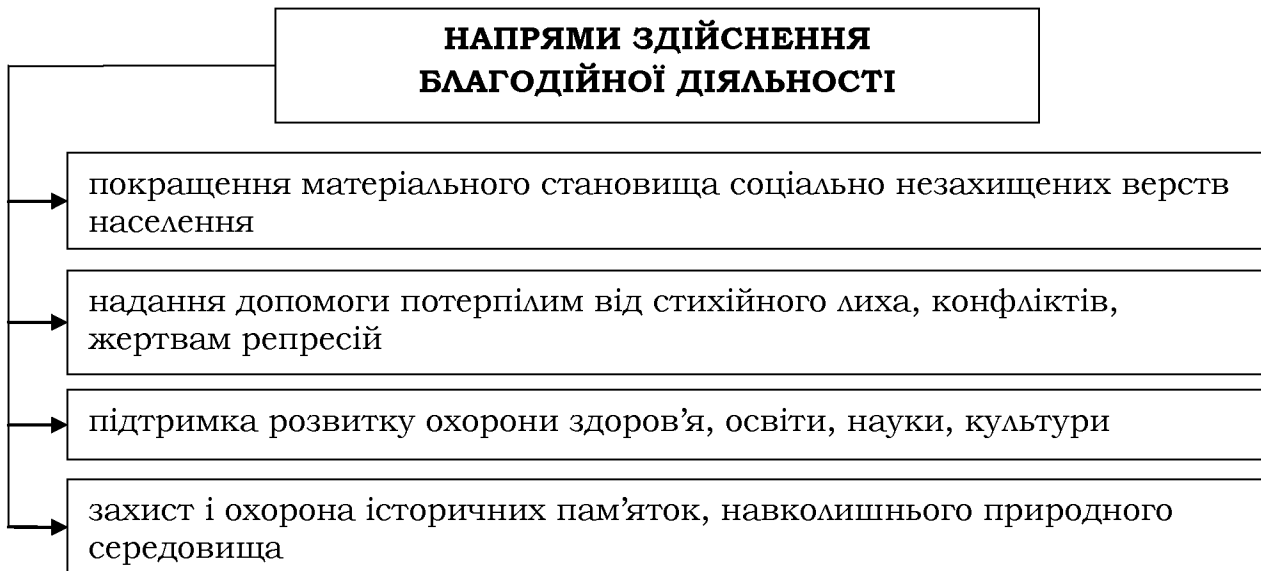 НАПРЯМИ ЗДІЙСНЕННЯ
БЛАГОДІЙНОЇ ДІЯЛЬНОСТІ
покращення матеріального становища соціально незахищених верств
населення
надання допомоги потерпілим від стихійного лиха, конфліктів,
жертвам репресій
підтримка розвитку охорони здоров’я, освіти, науки, культури
захист і охорона історичних пам’яток, навколишнього природного
середовища